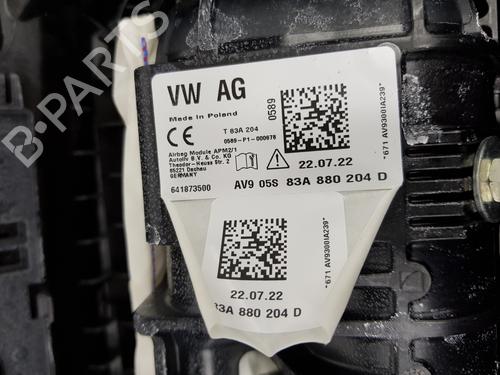 VW AG
Made in Poland
0589
T 83A 204
0589-P1-000678
Airbag Module APM2/1
Autoliv B.V. & Co. KG
Theodor-Heuss Str. 2
85221 Dachau
GERMANY
641873500
22.07.22
AV9 05S 83A 880 204 D
*671 AV9300IA239*
22.07.22
83A 880 204 D
*671 AV9300IA239*